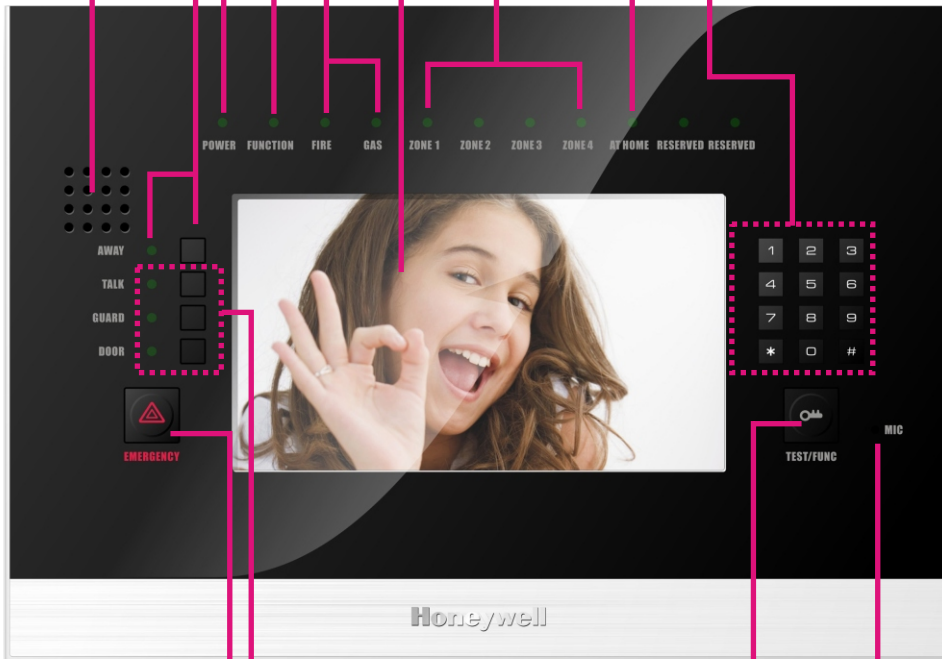 POWER FUNCTION FIRE GAS ZONE 1 ZONE 2 ZONE 3 ZONE 4 AT HOME RESERVED RESERVED
AWAY
TALK
GUARD
DOOR
EMERGENCY
1 2 3
4 5 6
7 8 9
* 0 #
TEST/FUNC
MIC
Honeywell